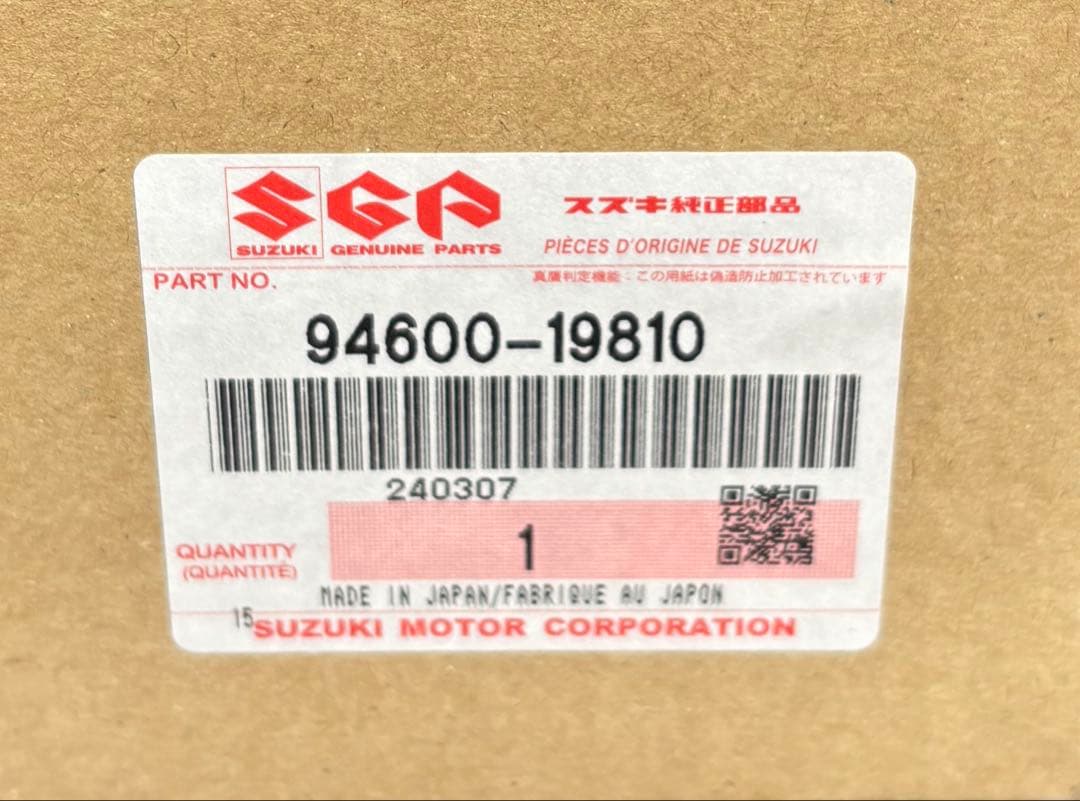 SGP スズキ純正部品
SUZUKI GENUINE PARTS PIÈCES D'ORIGINE DE SUZUKI
PART NO. 真贋判定機能：この用紙は偽造防止加工されています
94600-19810
240307
1
QUANTITY
(QUANTITÉ)
MADE IN JAPAN/FABRIQUE AU JAPON
15
SUZUKI MOTOR CORPORATION